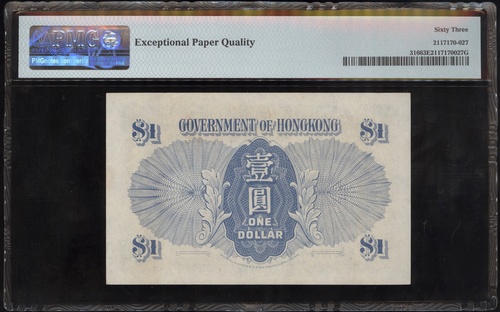 PMG
PMGnotes.com
Exceptional Paper Quality
Sixty Three
2117170-027
31663E2117170027G
$1
GOVERNMENT OF HONGKONG
$1
壹
圓
ONE
DOLLAR
$1
$1